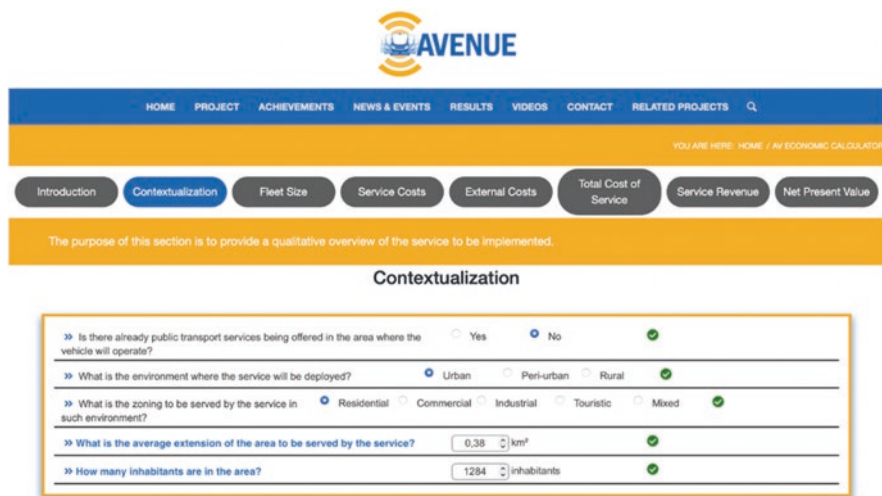 AVENUE
HOME PROJECT ACHIEVEMENTS NEWS & EVENTS RESULTS VIDEOS CONTACT RELATED PROJECTS
YOU ARE HERE: HOME / AV ECONOMIC CALCULATOR
Introduction Contextualization Fleet Size Service Costs External Costs Total Cost of Service Service Revenue Net Present Value
The purpose of this section is to provide a qualitative overview of the service to be implemented.
Contextualization
» Is there already public transport services being offered in the area where the Yes No
vehicle will operate?
» What is the environment where the service will be deployed? Urban Peri-urban Rural
» What is the zoning to be served by the service in Residential Commercial Industrial Touristic Mixed
such environment?
» What is the average extension of the area to be served by the service? 0,38 km²
» How many inhabitants are in the area? 1284 inhabitants